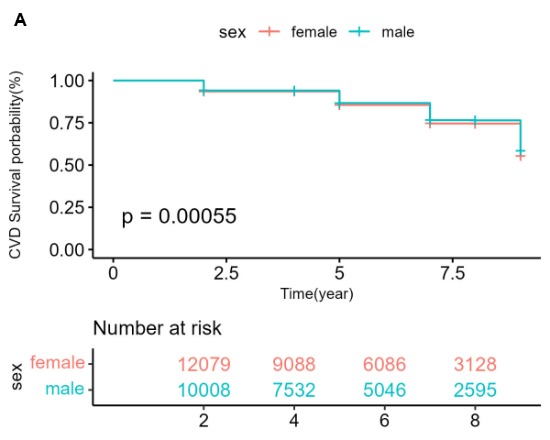 A
sex female male
CVD Survival porbability(%)
1.00
0.75
0.50
0.25
0.00
p = 0.00055
0 2.5 5 7.5
Time(year)
Number at risk
sex
female 12079 9088 6086 3128
male 10008 7532 5046 2595
2 4 6 8